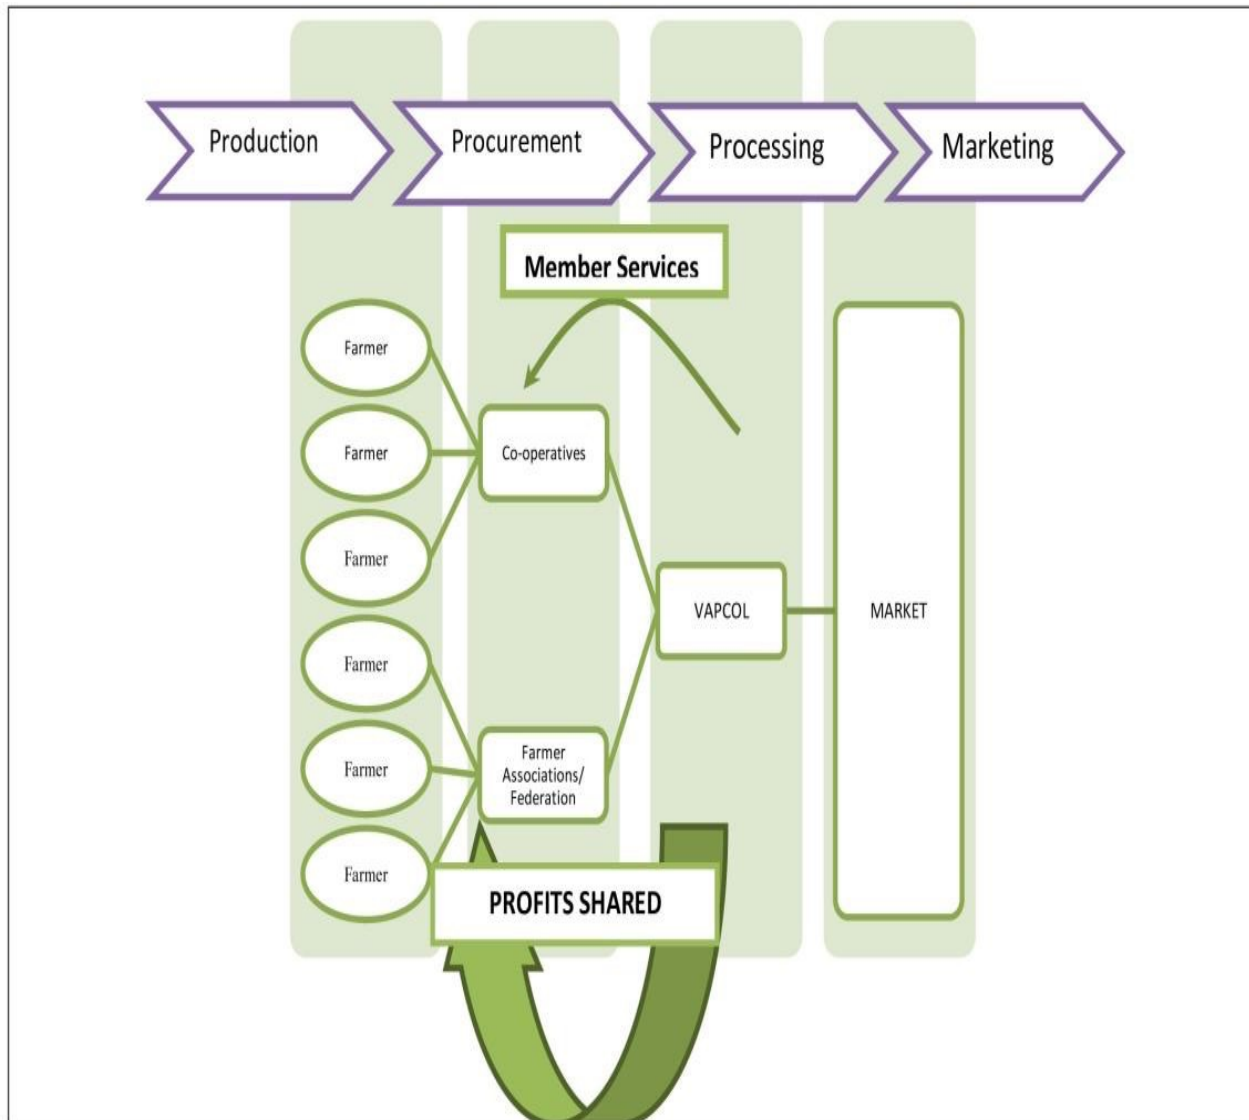 Production
Procurement
Processing
Marketing
Member Services
Farmer
Farmer
Farmer
Farmer
Farmer
Farmer
Co-operatives
Farmer
Associations/
Federation
VAPCOL
MARKET
PROFITS SHARED